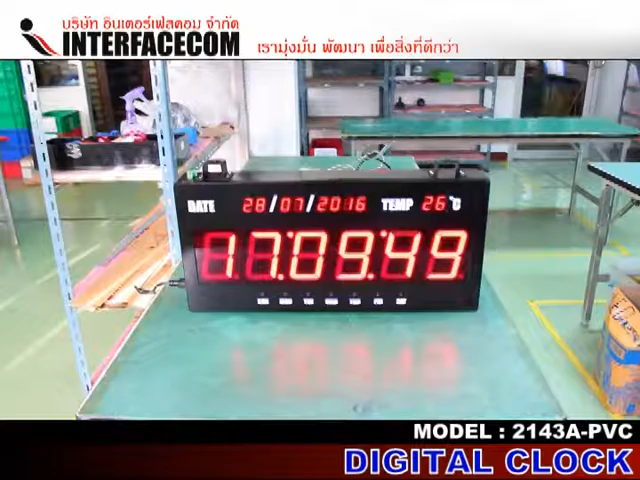 บริษัท อินเตอร์เฟสคอม จำกัด
INTERFACECOM
เรามุ่งมั่น พัฒนา เพื่อสิ่งที่ดีกว่า
DATE 28/07/2016 TEMP 26°C
17:09:49
MODEL : 2143A-PVC
DIGITAL CLOCK